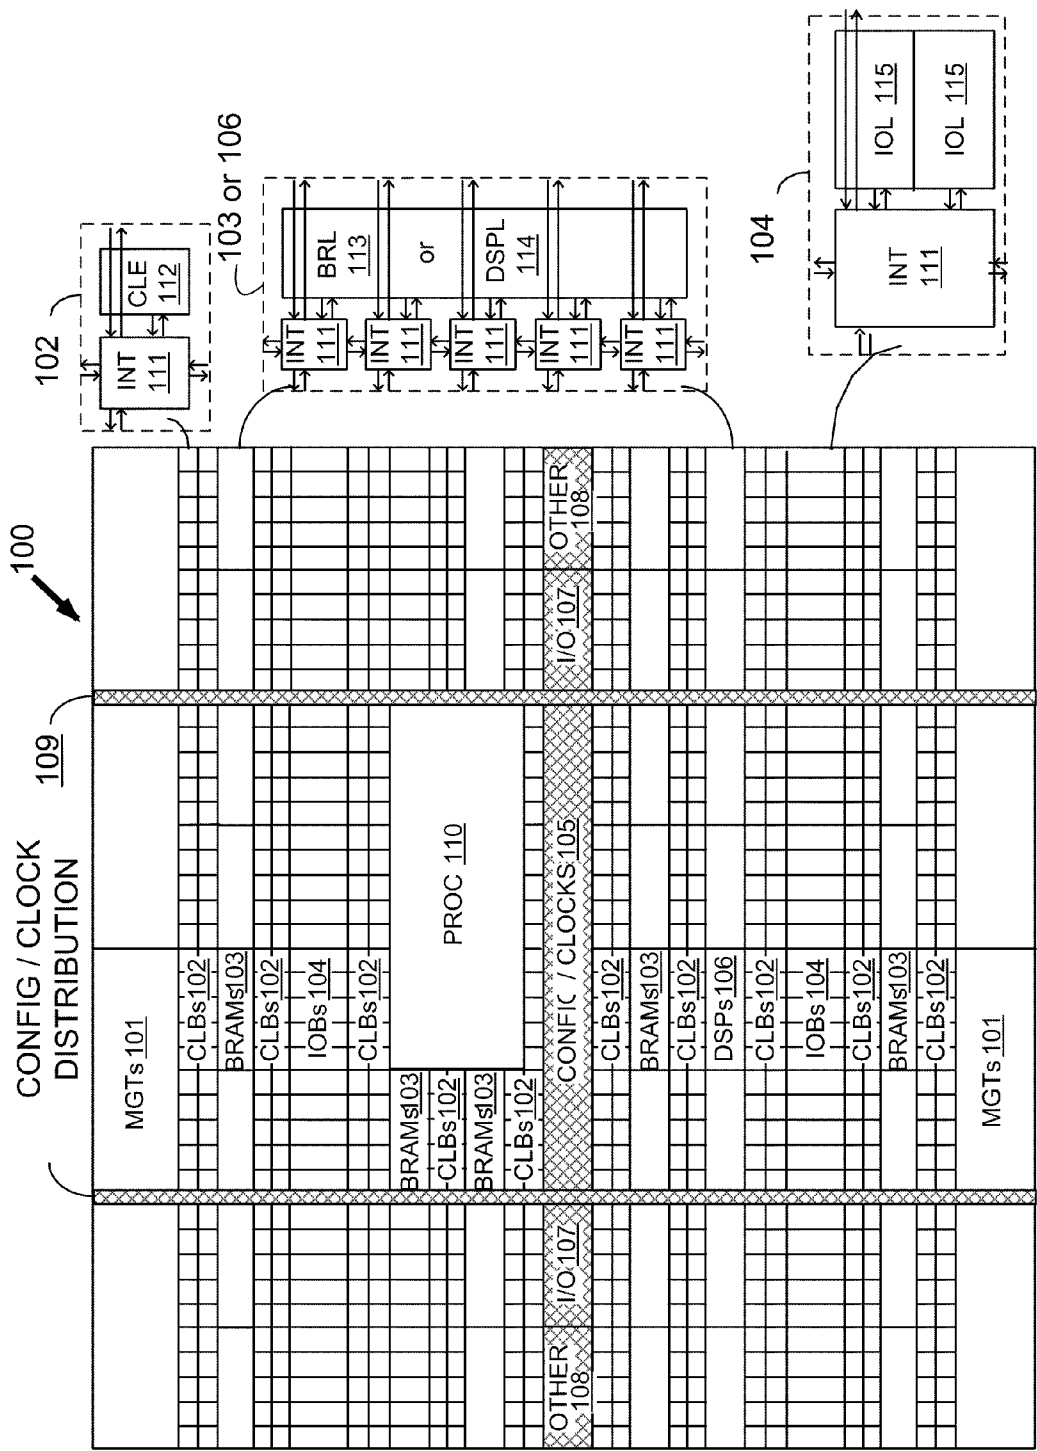 100
CONFIG / CLOCK
DISTRIBUTION
109
MGTs 101
CLBs 102
BRAMs 103
CLBs 102
IOBs 104
CLBs 102
BRAMs 103
CLBs 102
BRAMs 103
CLBs 102
PROC 110
OTHER
108
I/O 107
CONFIG / CLOCKS 105
I/O 107
OTHER
108
CLBs 102
BRAMs 103
CLBs 102
DSPs 106
CLBs 102
IOBs 104
CLBs 102
BRAMs 103
CLBs 102
MGTs 101
102
INT
111
CLE
112
103 or 106
INT
111
INT
111
INT
111
INT
111
INT
111
BRL
113
or
DSPL
114
104
INT
111
IOL 115
IOL 115